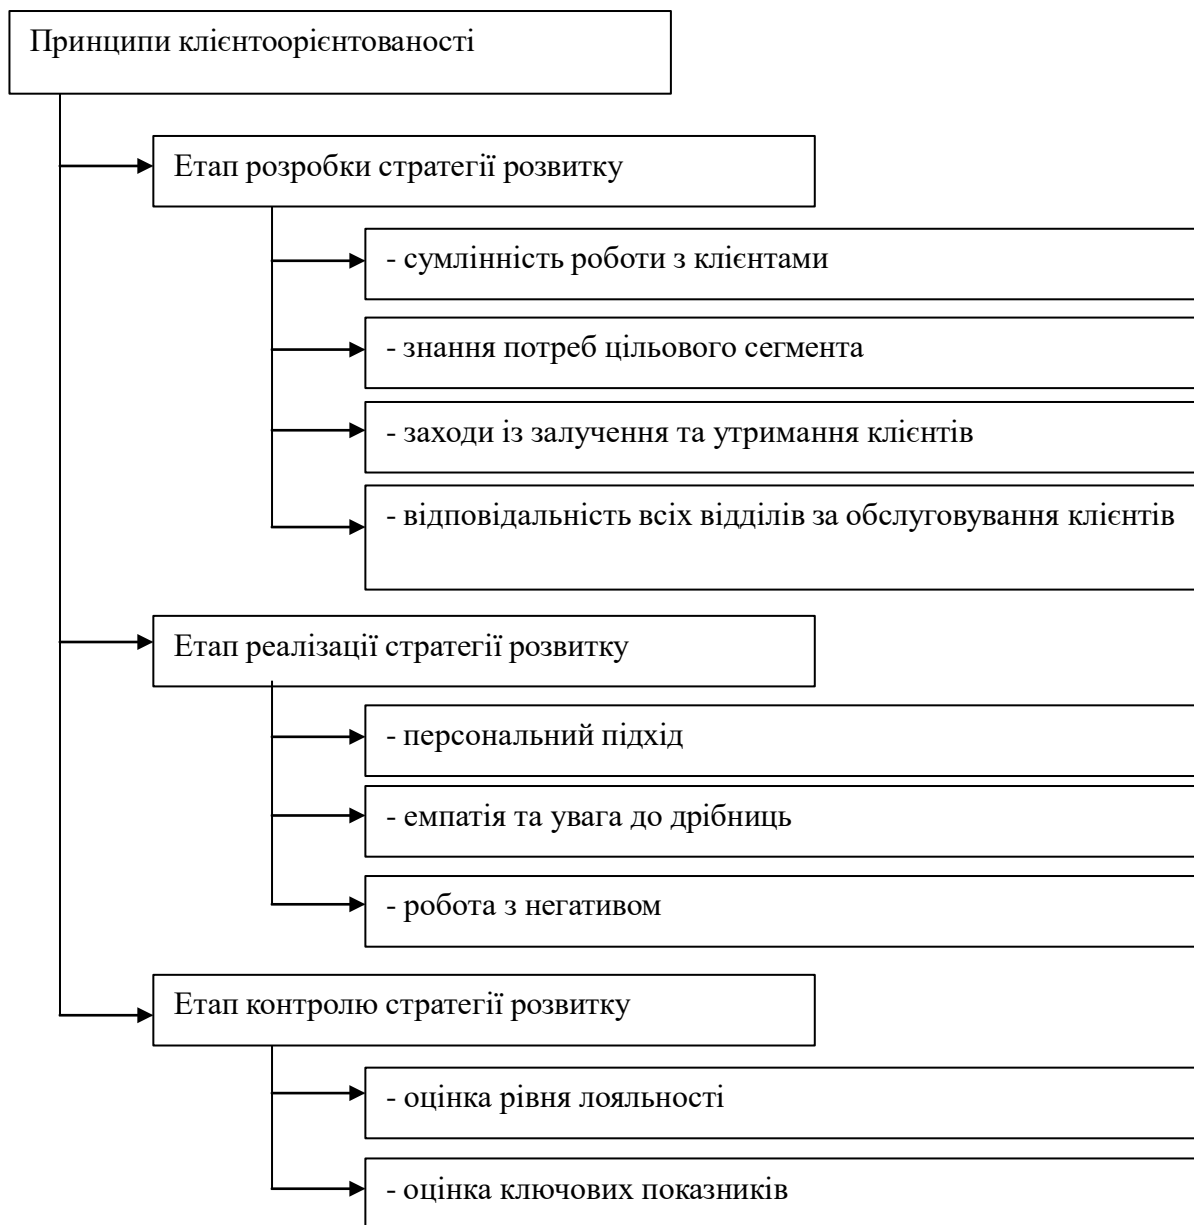 Принципи клієнтоорієнтованості
Етап розробки стратегії розвитку
- сумлінність роботи з клієнтами
- знання потреб цільового сегмента
- заходи із залучення та утримання клієнтів
- відповідальність всіх відділів за обслуговування клієнтів
Етап реалізації стратегії розвитку
- персональний підхід
- емпатія та увага до дрібниць
- робота з негативом
Етап контролю стратегії розвитку
- оцінка рівня лояльності
- оцінка ключових показників